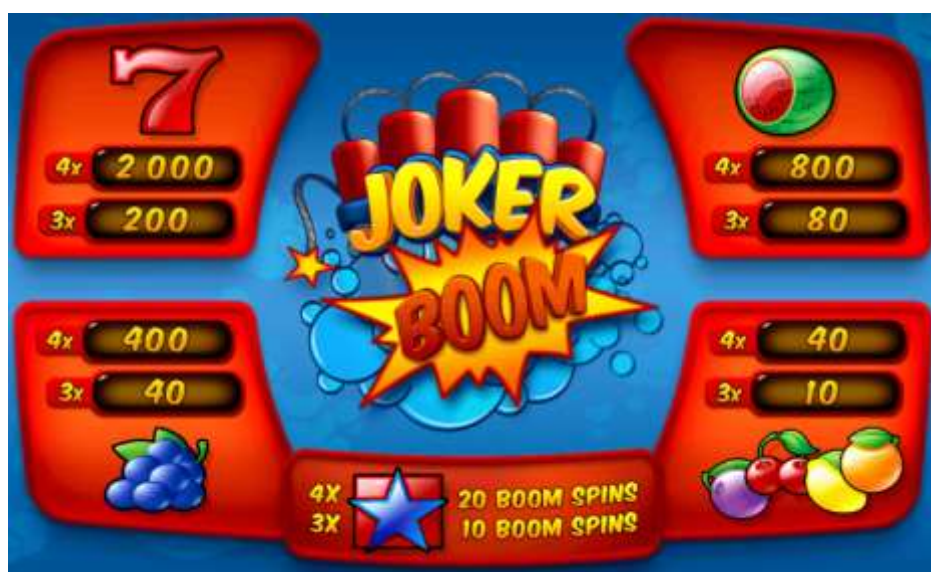 7
4x 2 000
3x 200
4x 800
3x 80
JOKER
BOOM
4x 400
3x 40
4x 40
3x 10
4X 20 BOOM SPINS
3X 10 BOOM SPINS